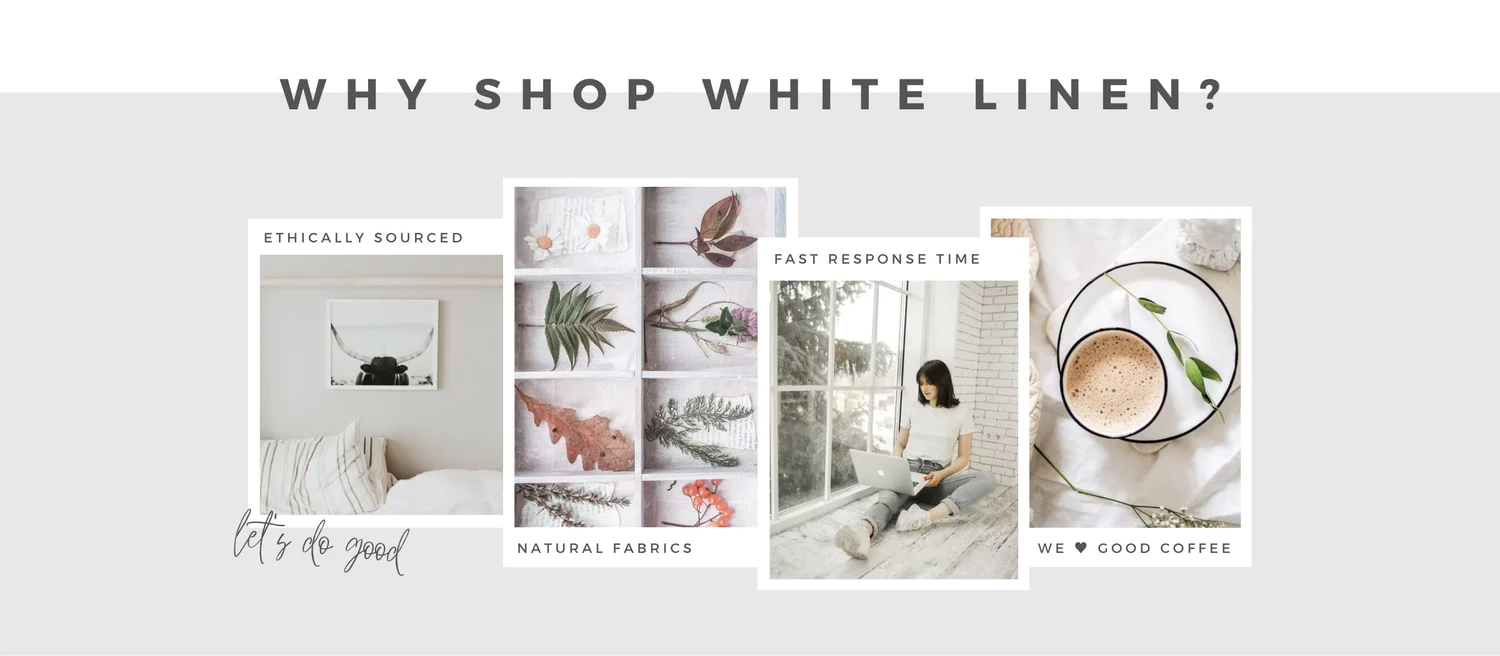 WHY SHOP WHITE LINEN?
ETHICALLY SOURCED
let's do good
NATURAL FABRICS
FAST RESPONSE TIME
WE ♥ GOOD COFFEE